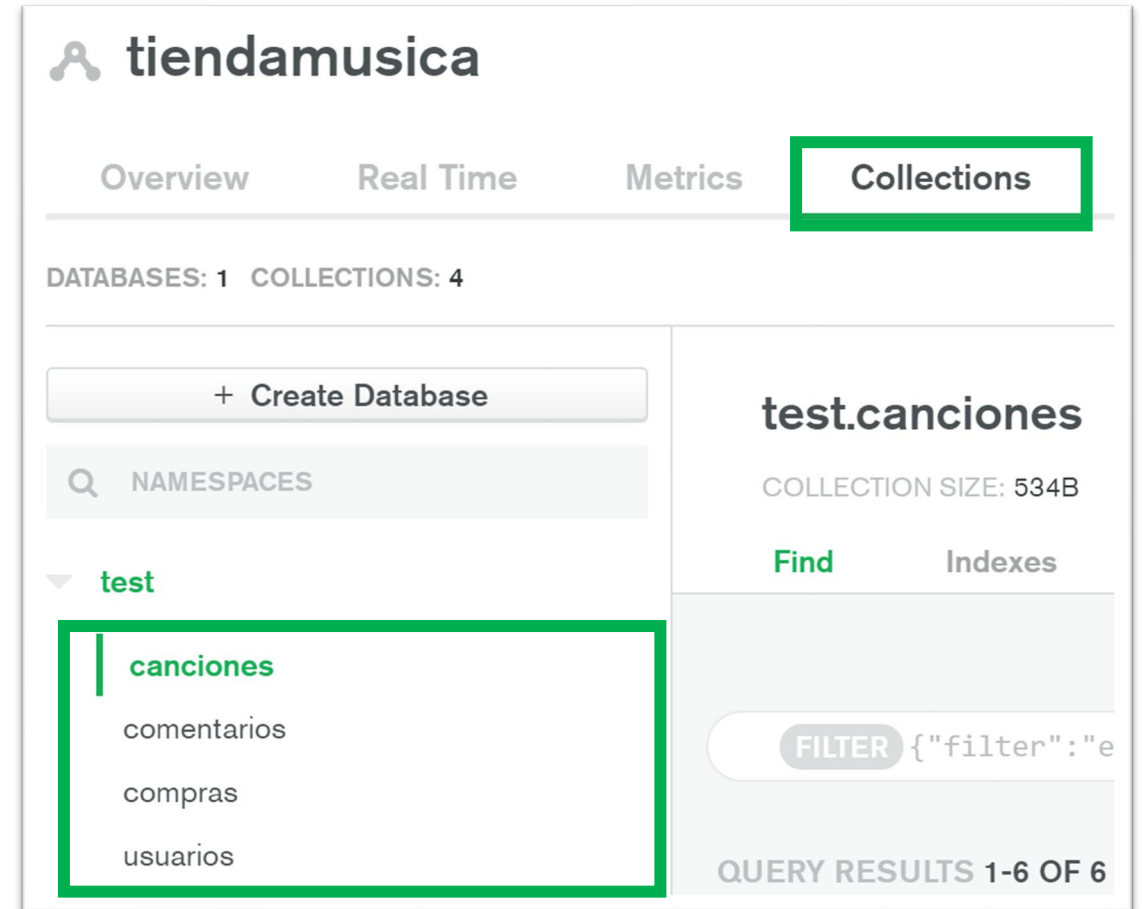 tiendamusica
Overview Real Time Metrics Collections
DATABASES: 1 COLLECTIONS: 4
+ Create Database
NAMESPACES
test
canciones
comentarios
compras
usuarios
test.canciones
COLLECTION SIZE: 534B
Find Indexes
FILTER {"filter":"e
QUERY RESULTS 1-6 OF 6